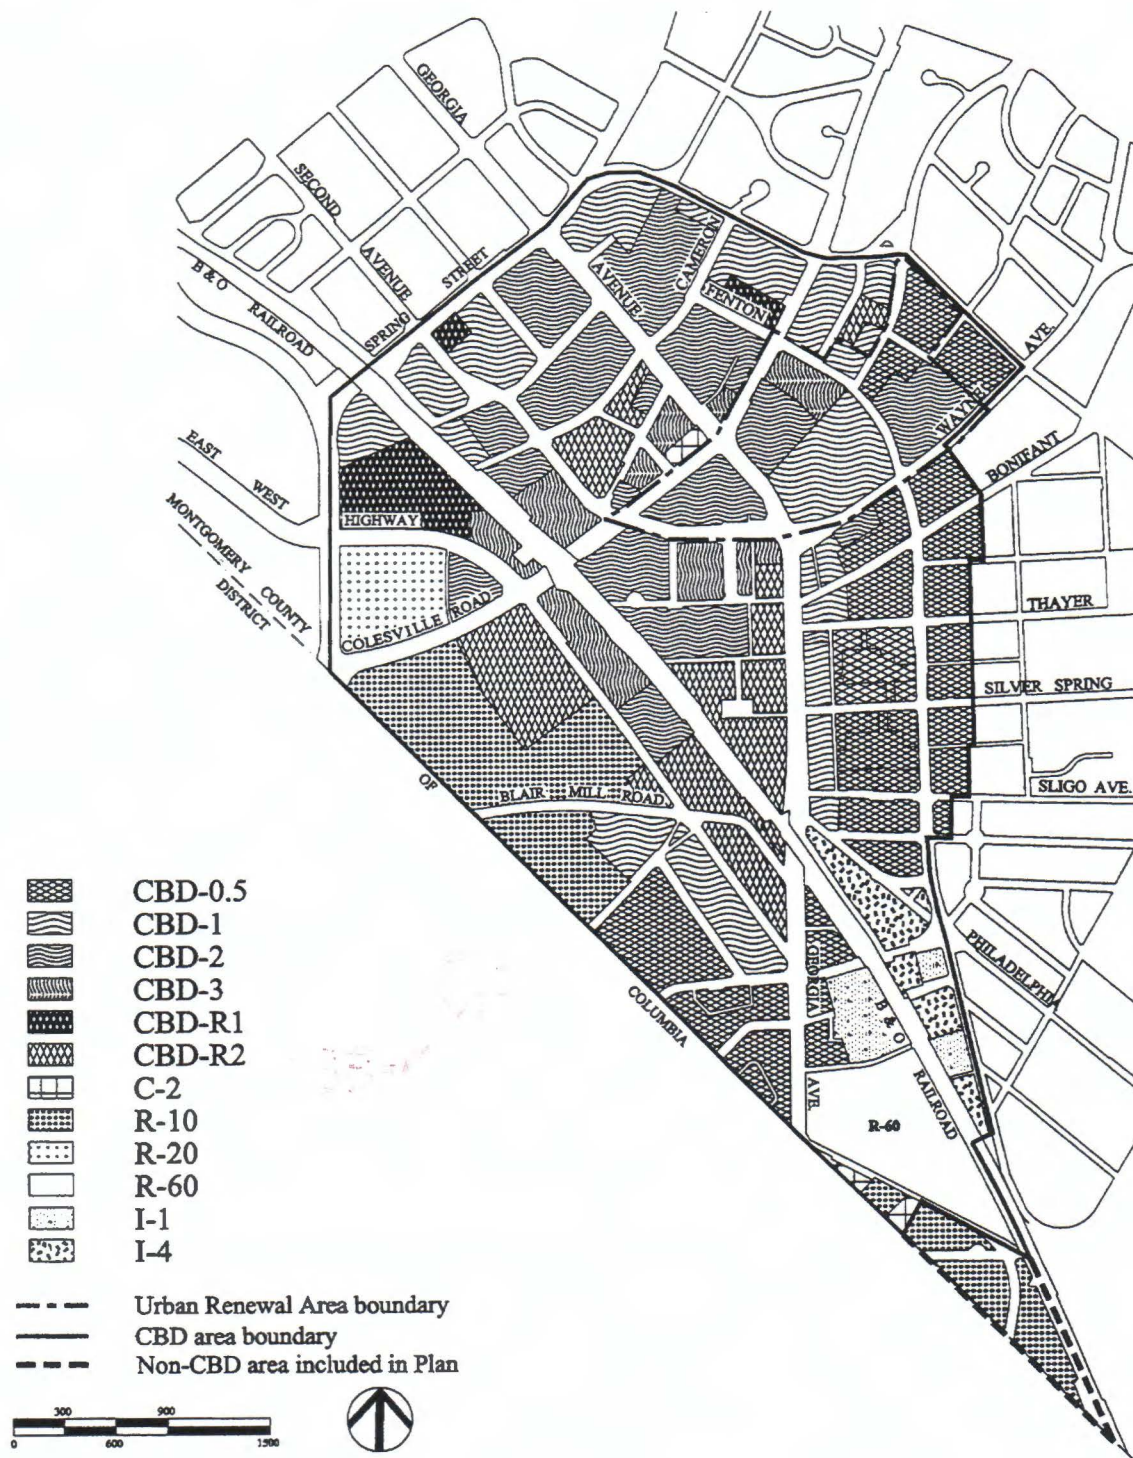 GEORGIA
SECOND
AVENUE
STREET
SPRING
B & O
RAILROAD
CAMERON
AVENUE
FENTON
AVE.
WAYNE
BONIFANT
EAST
WEST
HIGHWAY
MONTGOMERY COUNTY
DISTRICT
COLESVILLE ROAD
THAYER
SILVER SPRING
OF
BLAIR MILL ROAD
SLIGO AVE.
PHILADELPHIA
GEORGIA
COLUMBIA
B & O
RAILROAD
AVE.
R-60
CBD-0.5
CBD-1
CBD-2
CBD-3
CBD-R1
CBD-R2
C-2
R-10
R-20
R-60
I-1
I-4
Urban Renewal Area boundary
CBD area boundary
Non-CBD area included in Plan
300 900
0 600 1500